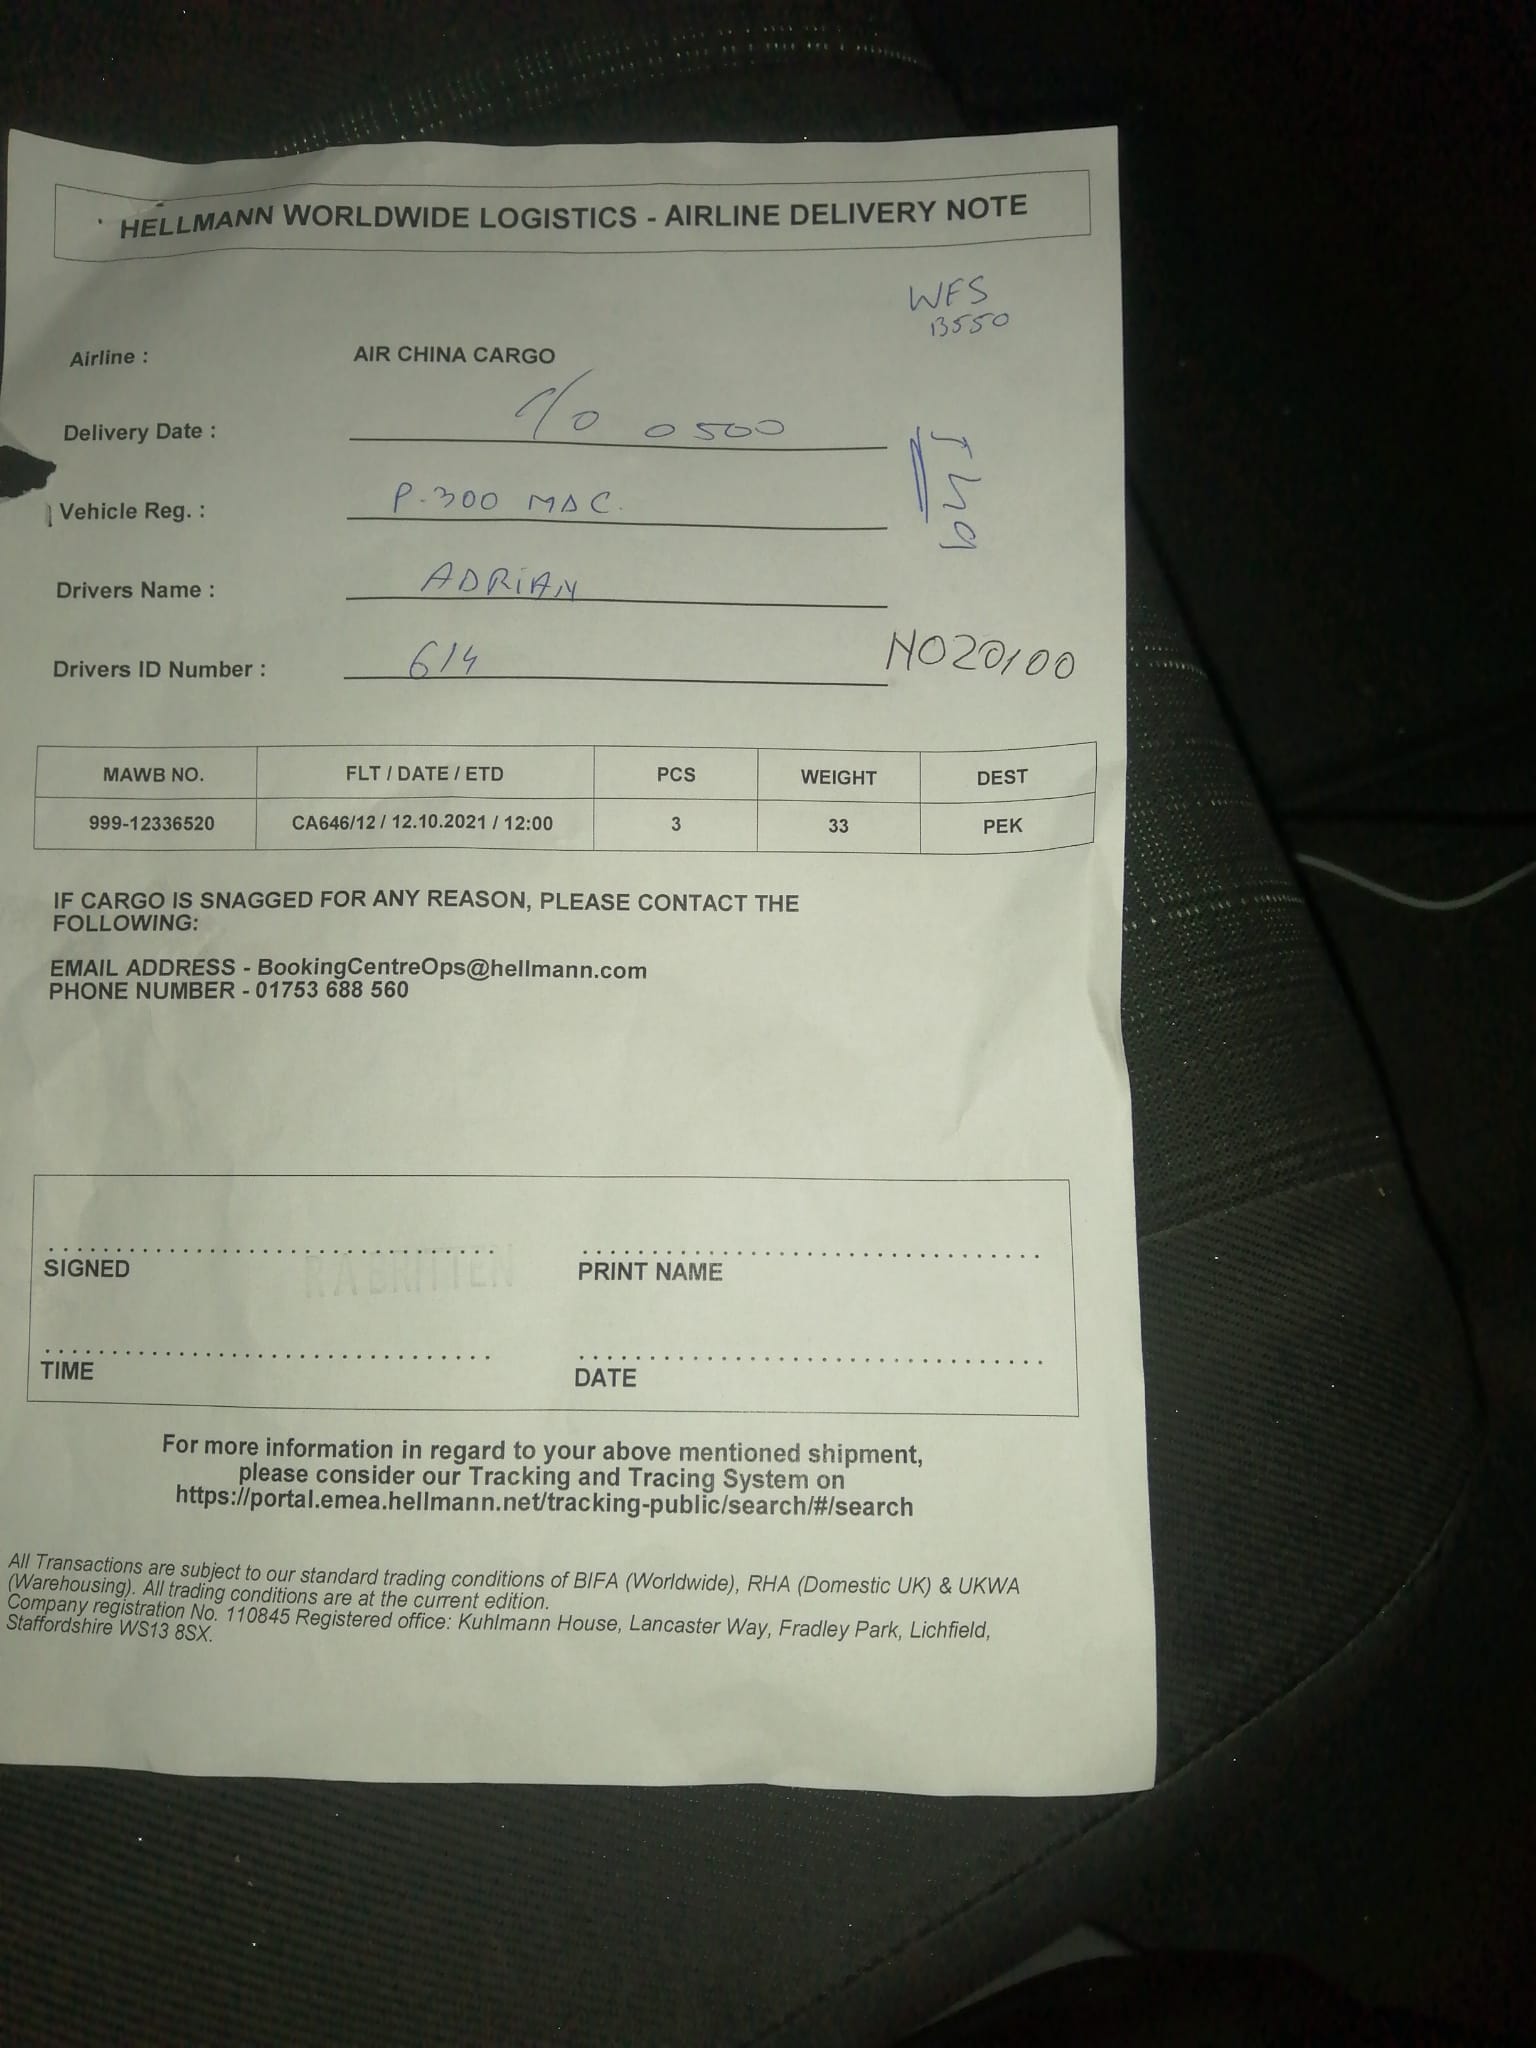 HELLMANN WORLDWIDE LOGISTICS - AIRLINE DELIVERY NOTE
WFS
B550
Airline : AIR CHINA CARGO
Delivery Date : 0500
Vehicle Reg. : P-300 MAC.
Drivers Name : ADRIAN
Drivers ID Number : 614
NO20100
MAWB NO. FLT / DATE / ETD PCS WEIGHT DEST
999-12336520 CA646/12 / 12.10.2021 / 12:00 3 33 PEK
IF CARGO IS SNAGGED FOR ANY REASON, PLEASE CONTACT THE
FOLLOWING:
EMAIL ADDRESS - BookingCentreOps@hellmann.com
PHONE NUMBER - 01753 688 560
SIGNED PRINT NAME
R A BRITTEN
TIME DATE
For more information in regard to your above mentioned shipment,
please consider our Tracking and Tracing System on
https://portal.emea.hellmann.net/tracking-public/search/#/search
All Transactions are subject to our standard trading conditions of BIFA (Worldwide), RHA (Domestic UK) & UKWA
(Warehousing). All trading conditions are at the current edition.
Company registration No. 110845 Registered office: Kuhlmann House, Lancaster Way, Fradley Park, Lichfield,
Staffordshire WS13 8SX.